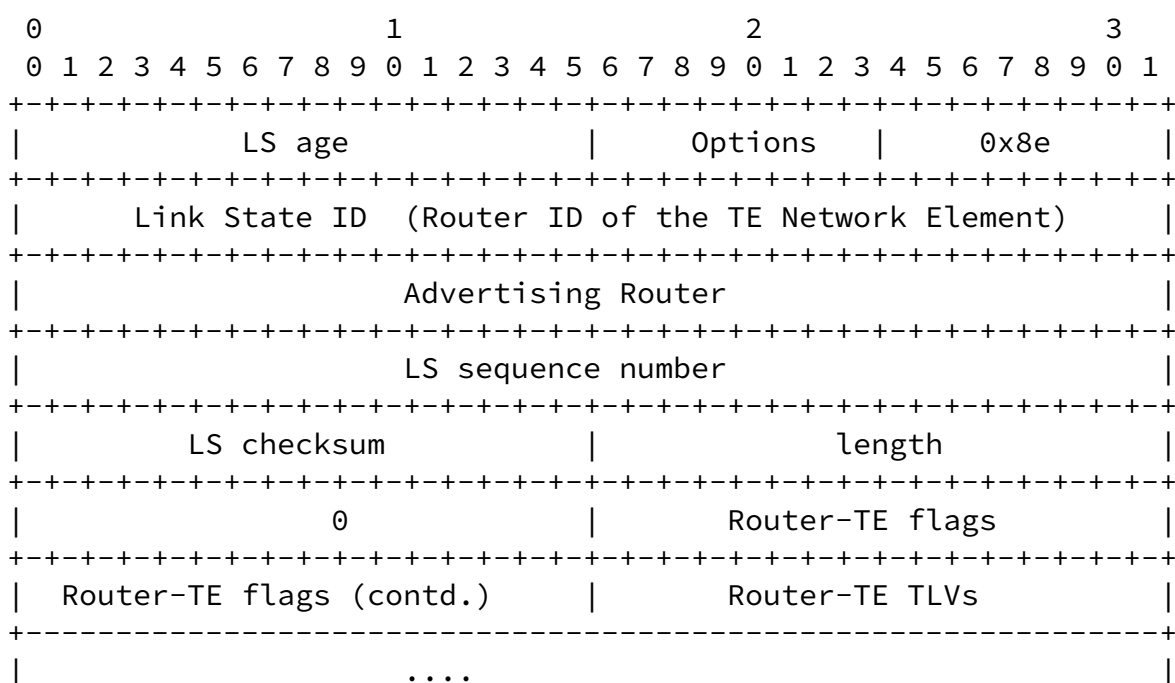 0                   1                   2                   3
 0 1 2 3 4 5 6 7 8 9 0 1 2 3 4 5 6 7 8 9 0 1 2 3 4 5 6 7 8 9 0 1
+-+-+-+-+-+-+-+-+-+-+-+-+-+-+-+-+-+-+-+-+-+-+-+-+-+-+-+-+-+-+-+-+
|            LS age             |     Options   |     0x8e      |
+-+-+-+-+-+-+-+-+-+-+-+-+-+-+-+-+-+-+-+-+-+-+-+-+-+-+-+-+-+-+-+-+
|      Link State ID  (Router ID of the TE Network Element)     |
+-+-+-+-+-+-+-+-+-+-+-+-+-+-+-+-+-+-+-+-+-+-+-+-+-+-+-+-+-+-+-+-+
|                     Advertising Router                        |
+-+-+-+-+-+-+-+-+-+-+-+-+-+-+-+-+-+-+-+-+-+-+-+-+-+-+-+-+-+-+-+-+
|                     LS sequence number                        |
+-+-+-+-+-+-+-+-+-+-+-+-+-+-+-+-+-+-+-+-+-+-+-+-+-+-+-+-+-+-+-+-+
|         LS checksum           |             length            |
+-+-+-+-+-+-+-+-+-+-+-+-+-+-+-+-+-+-+-+-+-+-+-+-+-+-+-+-+-+-+-+-+
|                 0             |       Router-TE flags         |
+-+-+-+-+-+-+-+-+-+-+-+-+-+-+-+-+-+-+-+-+-+-+-+-+-+-+-+-+-+-+-+-+
|  Router-TE flags (contd.)     |       Router-TE TLVs          |
+---------------------------------------------------------------+
|                     ....                                      |